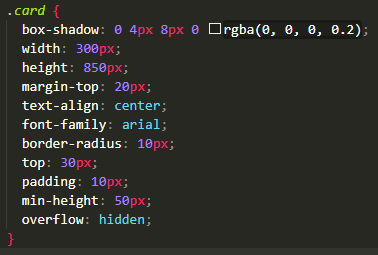 .card {
box-shadow: 0 4px 8px 0 rgba(0, 0, 0, 0.2);
width: 300px;
height: 850px;
margin-top: 20px;
text-align: center;
font-family: arial;
border-radius: 10px;
top: 30px;
padding: 10px;
min-height: 50px;
overflow: hidden;
}